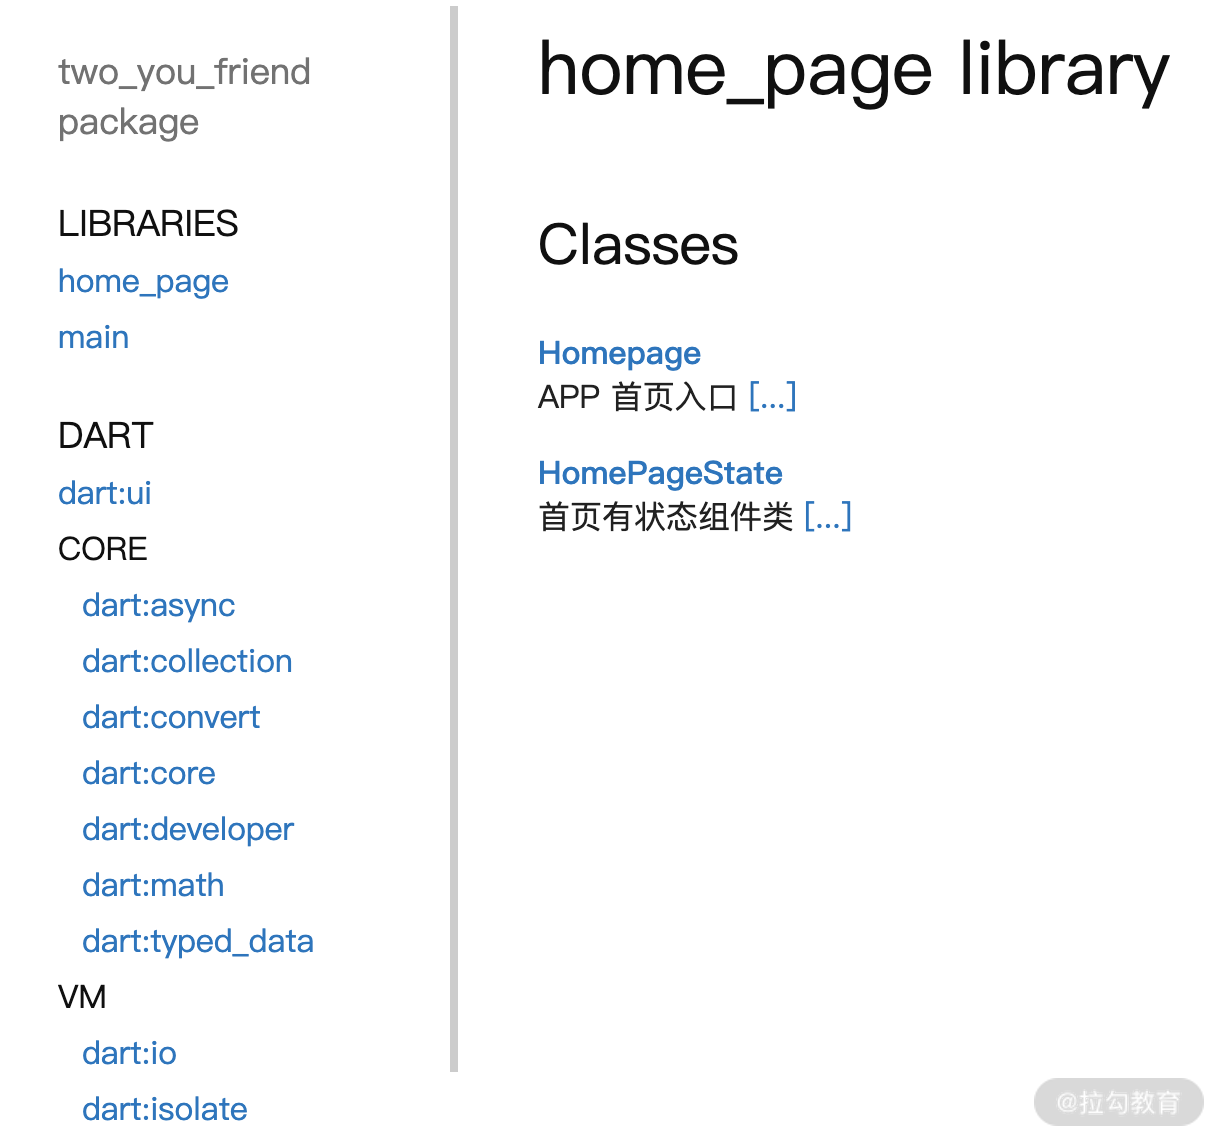 two_you_friend
package
LIBRARIES
home_page
main
DART
dart:ui
CORE
dart:async
dart:collection
dart:convert
dart:core
dart:developer
dart:math
dart:typed_data
VM
dart:io
dart:isolate
home_page library
Classes
Homepage
APP 首页入口 [...]
HomePageState
首页有状态组件类 [...]
@拉勾教育